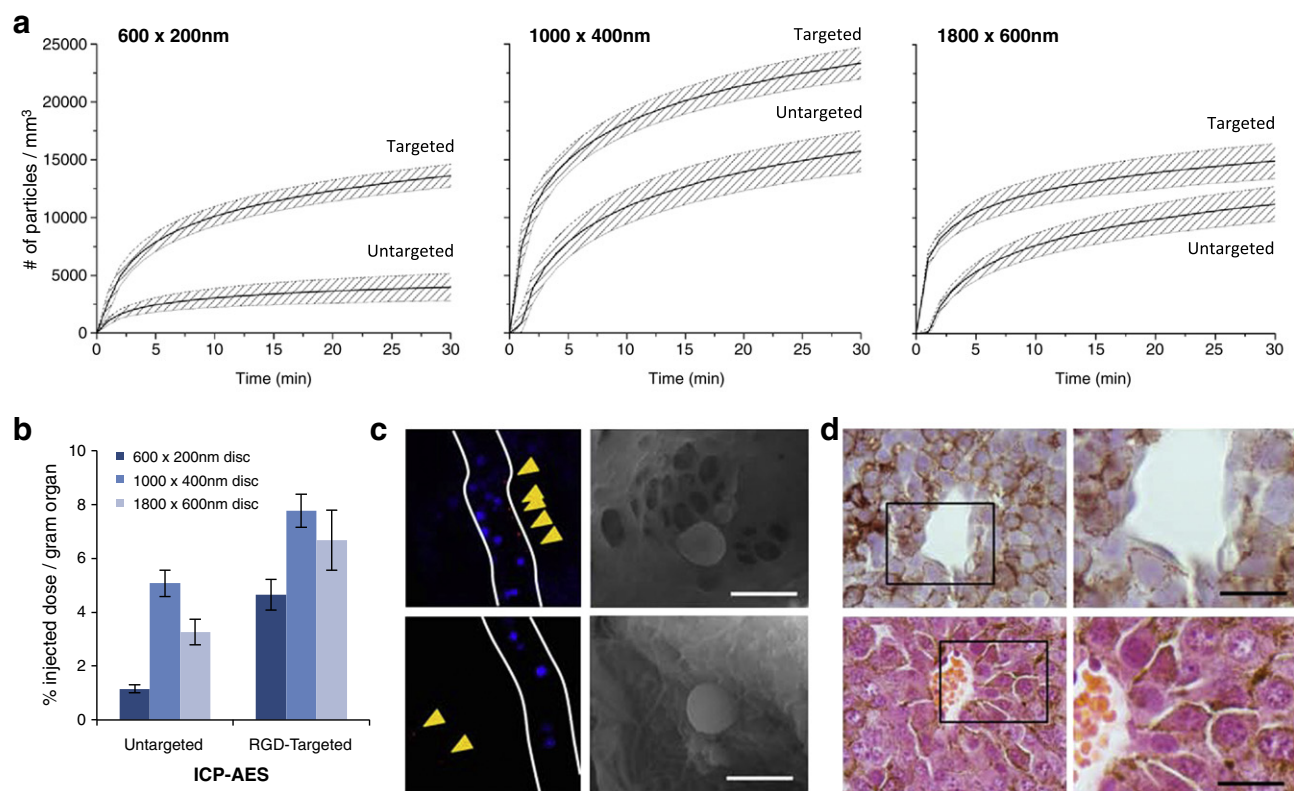 a
600 x 200nm
1000 x 400nm
1800 x 600nm
# of particles / mm³
25000
20000
15000
10000
5000
0
Targeted
Untargeted
0 5 10 15 20 25 30
Time (min)
Targeted
Untargeted
0 5 10 15 20 25 30
Time (min)
Targeted
Untargeted
0 5 10 15 20 25 30
Time (min)
b
% injected dose / gram organ
10
8
6
4
2
0
600 x 200nm disc
1000 x 400nm disc
1800 x 600nm disc
Untargeted
RGD-Targeted
ICP-AES
c
d